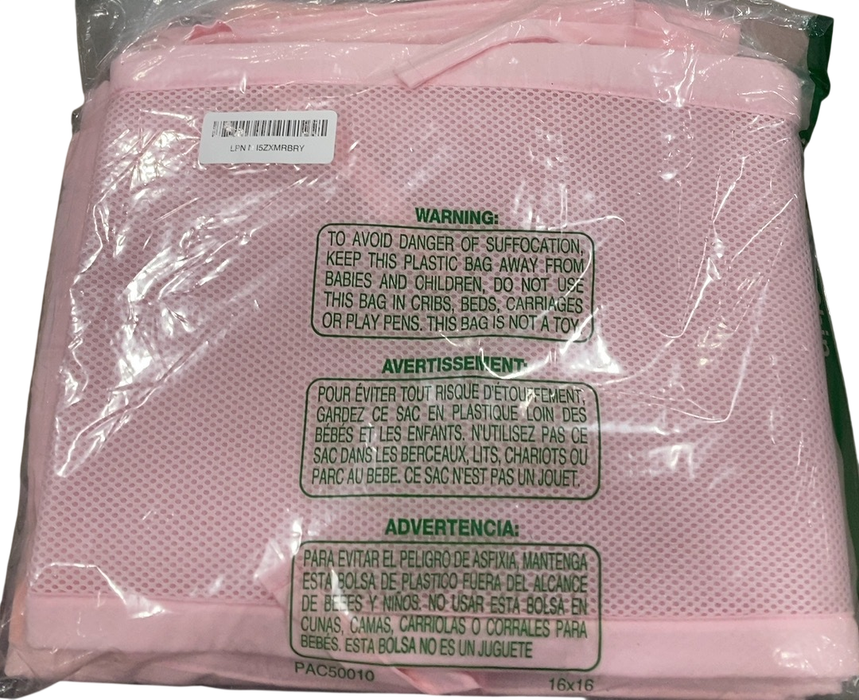 WARNING:
TO AVOID DANGER OF SUFFOCATION,
KEEP THIS PLASTIC BAG AWAY FROM
BABIES AND CHILDREN, DO NOT USE
THIS BAG IN CRIBS, BEDS, CARRIAGES
OR PLAY PENS. THIS BAG IS NOT A TOY
AVERTISSEMENT:
POUR ÉVITER TOUT RISQUE D'ÉTOUFFEMENT,
GARDEZ CE SAC EN PLASTIQUE LOIN DES
BÉBÉS ET LES ENFANTS. N'UTILISEZ PAS CE
SAC DANS LES BERCEAUX, LITS, CHARIOTS OU
PARC AU BEBE. CE SAC N'EST PAS UN JOUET.
ADVERTENCIA:
PARA EVITAR EL PELIGRO DE ASFIXIA, MANTENGA
ESTA BOLSA DE PLASTICO FUERA DEL ALCANCE
DE BEBES Y NIÑOS. NO USAR ESTA BOLSA EN
CUNAS, CAMAS, CARRIOLAS O CORRALES PARA
BEBÉS. ESTA BOLSA NO ES UN JUGUETE
PAC50010
16x16